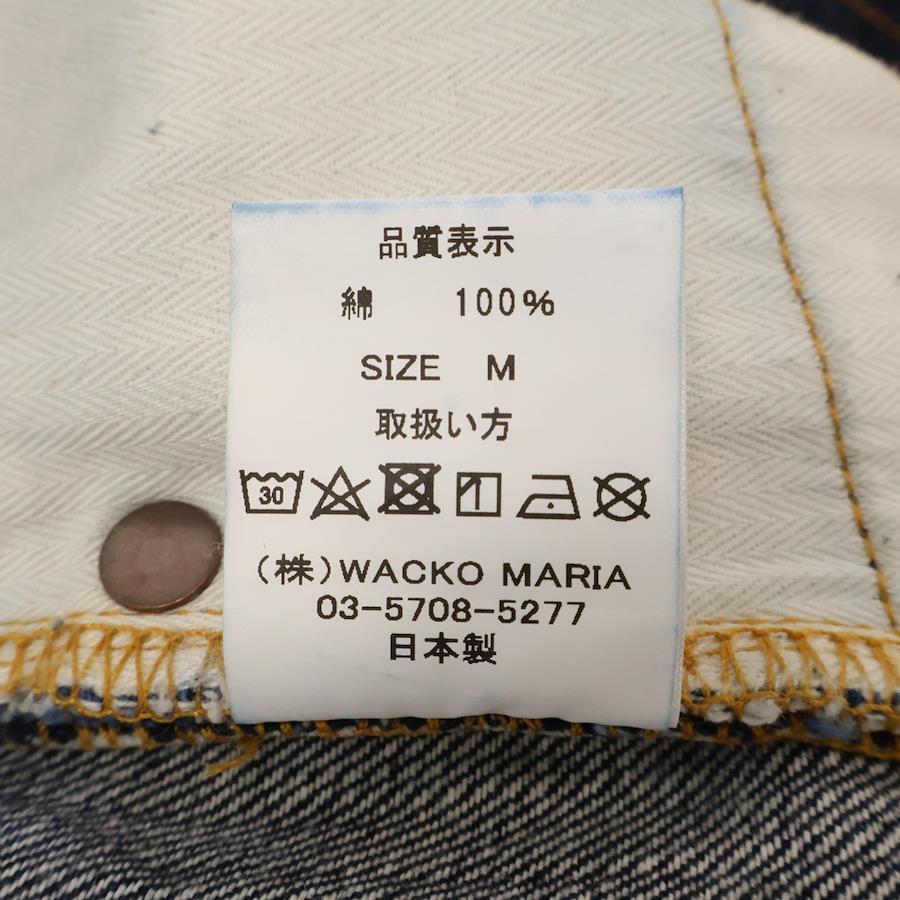 品質表示
綿 100%
SIZE M
取扱い方
30
(株)WACKO MARIA
03-5708-5277
日本製